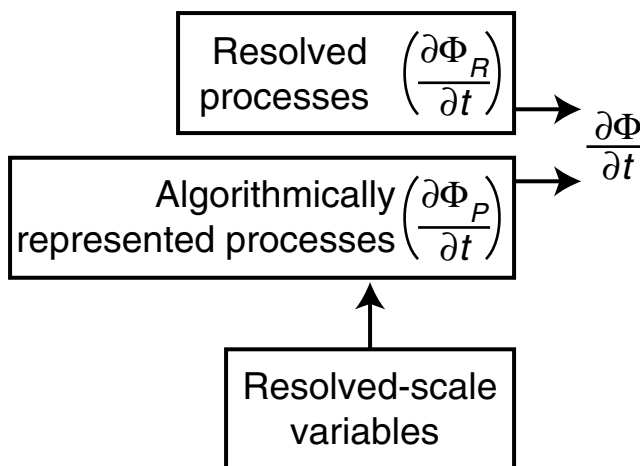 Resolved
processes (∂Φ_R/∂t)
∂Φ/∂t
Algorithmically
represented processes (∂Φ_P/∂t)
Resolved-scale
variables